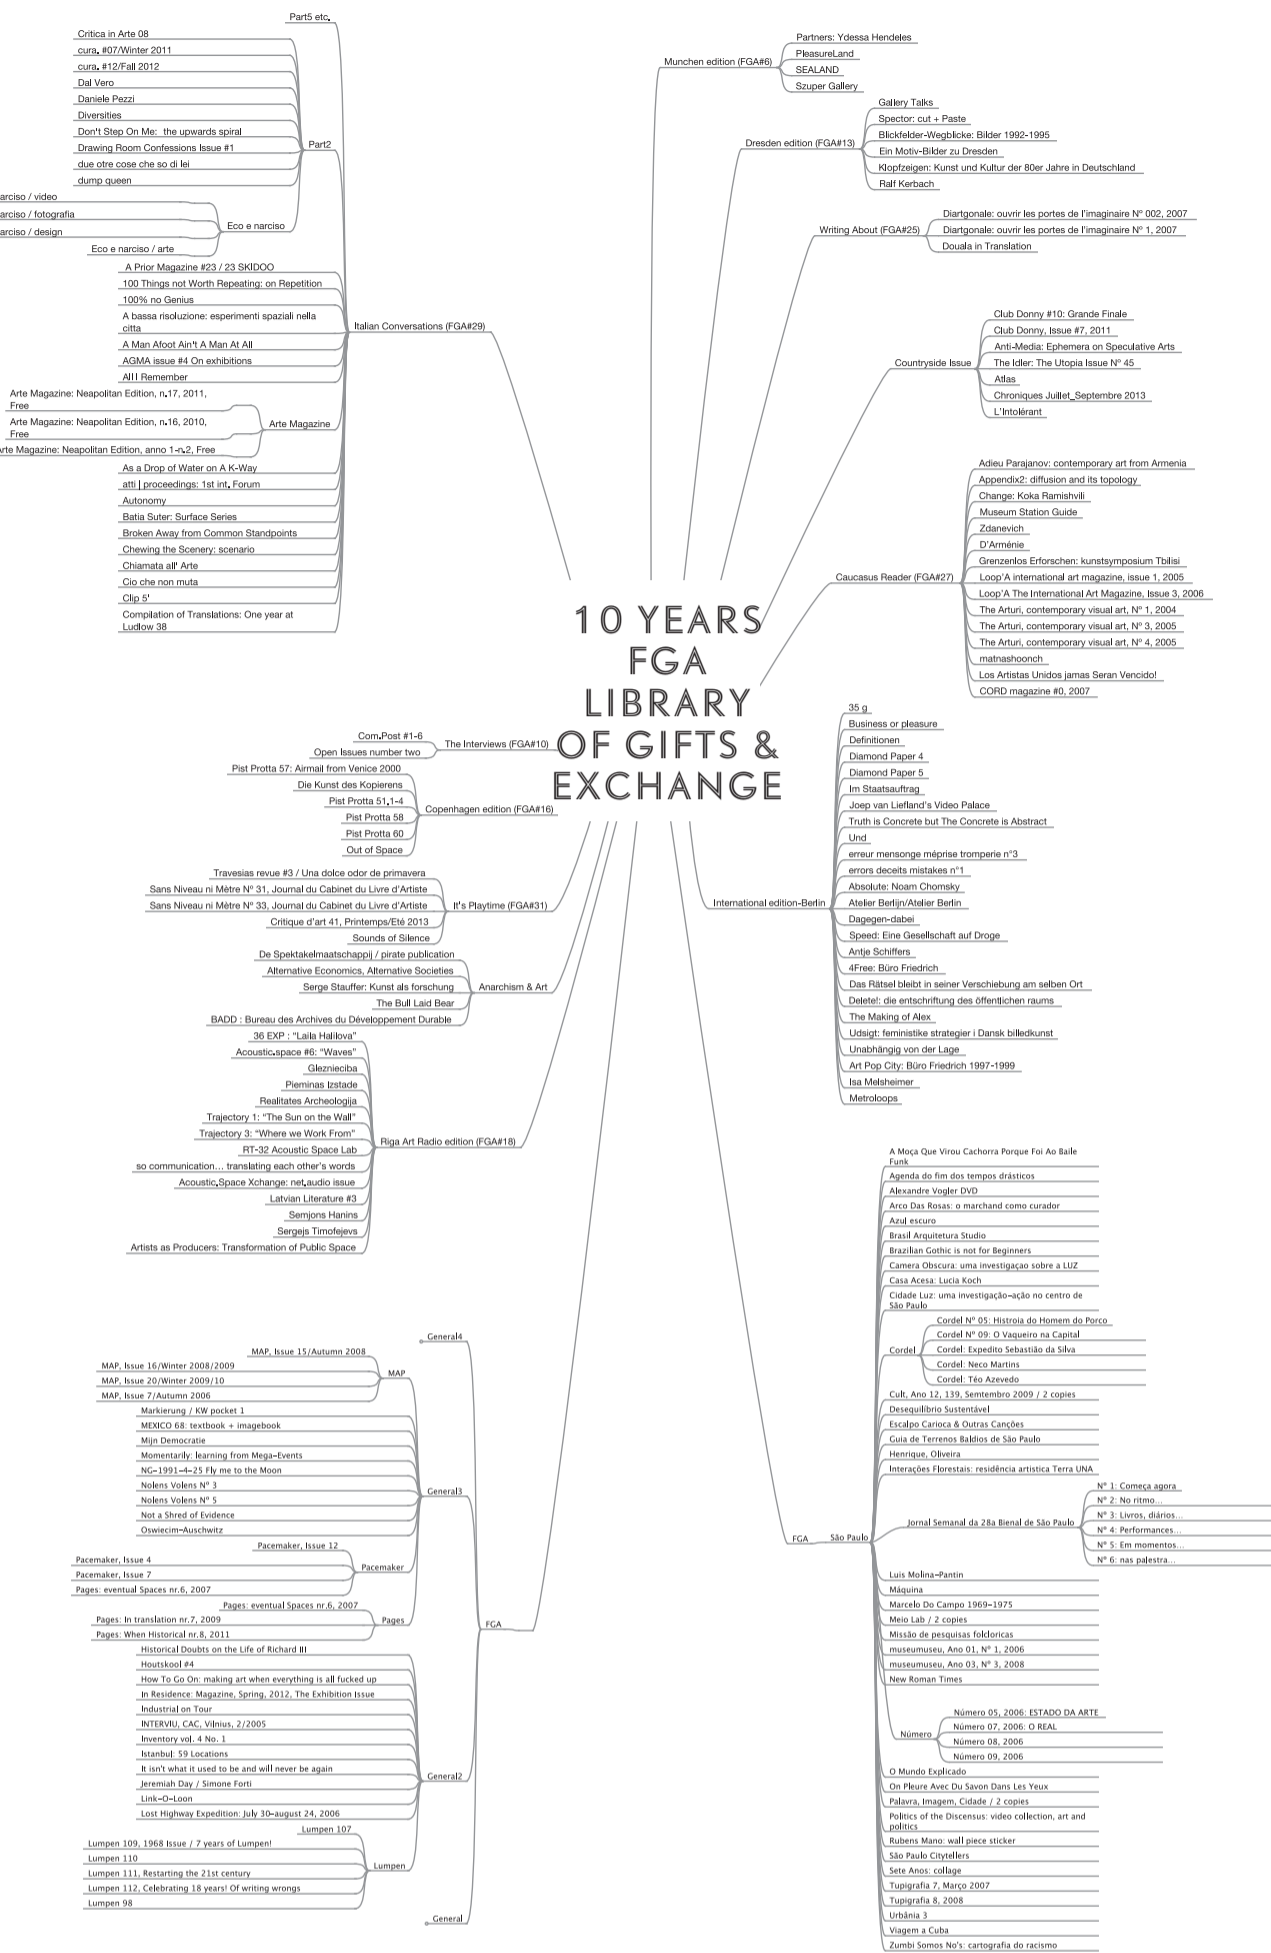 Part5 etc.
Critica in Arte 08
cura. #07/Winter 2011
cura. #12/Fall 2012
Dal Vero
Daniele Pezzi
Diversities
Don't Step On Me: the upwards spiral
Drawing Room Confessions Issue #1
due otre cose che so di lei
dump queen
Part2
arciso / video
arciso / fotografia
arciso / design
Eco e narciso / arte
Eco e narciso
A Prior Magazine #23 / 23 SKIDOO
100 Things not Worth Repeating: on Repetition
100% no Genius
A bassa risoluzione: esperimenti spaziali nella
citta
A Man Afoot Ain't A Man At All
AGMA issue #4 On exhibitions
All I Remember
Arte Magazine: Neapolitan Edition, n.17, 2011,
Free
Arte Magazine: Neapolitan Edition, n.16, 2010,
Free
rte Magazine: Neapolitan Edition, anno 1-n.2, Free
Arte Magazine
As a Drop of Water on A K-Way
atti | proceedings: 1st int. Forum
Autonomy
Batia Suter: Surface Series
Broken Away from Common Standpoints
Chewing the Scenery: scenario
Chiamata all' Arte
Cio che non muta
Clip 5'
Compilation of Translations: One year at
Ludlow 38
Italian Conversations (FGA#29)
Munchen edition (FGA#6)
Partners: Ydessa Hendeles
PleasureLand
SEALAND
Szuper Gallery
Dresden edition (FGA#13)
Gallery Talks
Spector: cut + Paste
Blickfelder-Wegblicke: Bilder 1992-1995
Ein Motiv-Bilder zu Dresden
Klopfzeigen: Kunst und Kultur der 80er Jahre in Deutschland
Ralf Kerbach
Writing About (FGA#25)
Diartgonale: ouvrir les portes de l'imaginaire Nº 002, 2007
Diartgonale: ouvrir les portes de l'imaginaire Nº 1, 2007
Douala in Translation
Countryside Issue
Club Donny #10: Grande Finale
Club Donny, Issue #7, 2011
Anti-Media: Ephemera on Speculative Arts
The Idler: The Utopia Issue Nº 45
Atlas
Chroniques Juillet_Septembre 2013
L'Intolérant
Caucasus Reader (FGA#27)
Adieu Parajanov: contemporary art from Armenia
Appendix2: diffusion and its topology
Change: Koka Ramishvili
Museum Station Guide
Zdanevich
D'Arménie
Grenzenlos Erforschen: kunstsymposium Tbilisi
Loop'A international art magazine, issue 1, 2005
Loop'A The International Art Magazine, Issue 3, 2006
The Arturi, contemporary visual art, Nº 1, 2004
The Arturi, contemporary visual art, Nº 3, 2005
The Arturi, contemporary visual art, Nº 4, 2005
matnashoonch
Los Artistas Unidos jamas Seran Vencido!
CORD magazine #0, 2007
10 YEARS
FGA
LIBRARY
OF GIFTS &
EXCHANGE
Com.Post #1-6
Open Issues number two
The Interviews (FGA#10)
Pist Protta 57: Airmail from Venice 2000
Die Kunst des Kopierens
Pist Protta 51.1-4
Pist Protta 58
Pist Protta 60
Out of Space
Copenhagen edition (FGA#16)
Travesias revue #3 / Una dolce odor de primavera
Sans Niveau ni Mètre Nº 31, Journal du Cabinet du Livre d'Artiste
Sans Niveau ni Mètre Nº 33, Journal du Cabinet du Livre d'Artiste
Critique d'art 41, Printemps/Eté 2013
Sounds of Silence
It's Playtime (FGA#31)
De Spektakelmaatschappij / pirate publication
Alternative Economics, Alternative Societies
Serge Stauffer: Kunst als forschung
The Bull Laid Bear
BADD : Bureau des Archives du Développement Durable
Anarchism & Art
36 EXP : "Laila Halilova"
Acoustic.space #6: "Waves"
Gleznieciba
Pieminas Izstade
Realitates Archeologija
Trajectory 1: "The Sun on the Wall"
Trajectory 3: "Where we Work From"
RT-32 Acoustic Space Lab
so communication... translating each other's words
Acoustic.Space Xchange: net.audio issue
Latvian Literature #3
Semjons Hanins
Sergejs Timofejevs
Artists as Producers: Transformation of Public Space
Riga Art Radio edition (FGA#18)
International edition-Berlin
35 g
Business or pleasure
Definitionen
Diamond Paper 4
Diamond Paper 5
Im Staatsauftrag
Joep van Liefland's Video Palace
Truth is Concrete but The Concrete is Abstract
Und
erreur mensonge méprise tromperie n°3
errors deceits mistakes n°1
Absolute: Noam Chomsky
Atelier Berlijn/Atelier Berlin
Dagegen-dabei
Speed: Eine Gesellschaft auf Droge
Antje Schiffers
4Free: Büro Friedrich
Das Rätsel bleibt in seiner Verschiebung am selben Ort
Delete!: die entschriftung des öffentlichen raums
The Making of Alex
Udsigt: feministike strategier i Dansk billedkunst
Unabhängig von der Lage
Art Pop City: Büro Friedrich 1997-1999
Isa Melsheimer
Metroloops
General4
MAP, Issue 15/Autumn 2008
MAP, Issue 16/Winter 2008/2009
MAP, Issue 20/Winter 2009/10
MAP, Issue 7/Autumn 2006
MAP
Markierung / KW pocket 1
MEXICO 68: textbook + imagebook
Mijn Democratie
Momentarily: learning from Mega-Events
NG-1991-4-25 Fly me to the Moon
Nolens Volens Nº 3
Nolens Volens Nº 5
Not a Shred of Evidence
Oswiecim-Auschwitz
General3
Pacemaker, Issue 12
Pacemaker, Issue 4
Pacemaker, Issue 7
Pages: eventual Spaces nr.6, 2007
Pacemaker
Pages: eventual Spaces nr.6, 2007
Pages: In translation nr.7, 2009
Pages: When Historical nr.8, 2011
Pages
FGA
Historical Doubts on the Life of Richard III
Houtskool #4
How To Go On: making art when everything is all fucked up
In Residence: Magazine, Spring, 2012, The Exhibition Issue
Industrial on Tour
INTERVIU, CAC, Vilnius, 2/2005
Inventory vol. 4 No. 1
Istanbul: 59 Locations
It isn't what it used to be and will never be again
Jeremiah Day / Simone Forti
Link-O-Loon
Lost Highway Expedition: July 30-august 24, 2006
General2
Lumpen 107
Lumpen 109, 1968 Issue / 7 years of Lumpen!
Lumpen 110
Lumpen 111, Restarting the 21st century
Lumpen 112, Celebrating 18 years! Of writing wrongs
Lumpen 98
Lumpen
General
FGA
São Paulo
A Moça Que Virou Cachorra Porque Foi Ao Baile
Funk
Agenda do fim dos tempos drásticos
Alexandre Vogler DVD
Arco Das Rosas: o marchand como curador
Azul escuro
Brasil Arquitetura Studio
Brazilian Gothic is not for Beginners
Camera Obscura: uma investigaçao sobre a LUZ
Casa Acesa: Lucia Koch
Cidade Luz: uma investigação-ação no centro de
São Paulo
Cordel
Cordel Nº 05: Histroia do Homem do Porco
Cordel Nº 09: O Vaqueiro na Capital
Cordel: Expedito Sebastião da Silva
Cordel: Neco Martins
Cordel: Téo Azevedo
Cult, Ano 12, 139, Semtembro 2009 / 2 copies
Desequilíbrio Sustentável
Escalpo Carioca & Outras Canções
Guia de Terrenos Baldios de São Paulo
Henrique, Oliveira
Interações Florestais: residência artistica Terra UNA
Jornal Semanal da 28a Bienal de São Paulo
Nº 1: Começa agora
Nº 2: No ritmo...
Nº 3: Livros, diários...
Nº 4: Performances...
Nº 5: Em momentos...
Nº 6: nas palestra...
Luis Molina-Pantin
Máquina
Marcelo Do Campo 1969-1975
Meio Lab / 2 copies
Missão de pesquisas folcloricas
museumuseu, Ano 01, Nº 1, 2006
museumuseu, Ano 03, Nº 3, 2008
New Roman Times
Número
Número 05, 2006: ESTADO DA ARTE
Número 07, 2006: O REAL
Número 08, 2006
Número 09, 2006
O Mundo Explicado
On Pleure Avec Du Savon Dans Les Yeux
Palavra, Imagem, Cidade / 2 copies
Politics of the Discensus: video collection, art and
politics
Rubens Mano: wall piece sticker
São Paulo Citytellers
Sete Anos: collage
Tupigrafia 7, Março 2007
Tupigrafia 8, 2008
Urbânia 3
Viagem a Cuba
Zumbi Somos No's: cartografia do racismo